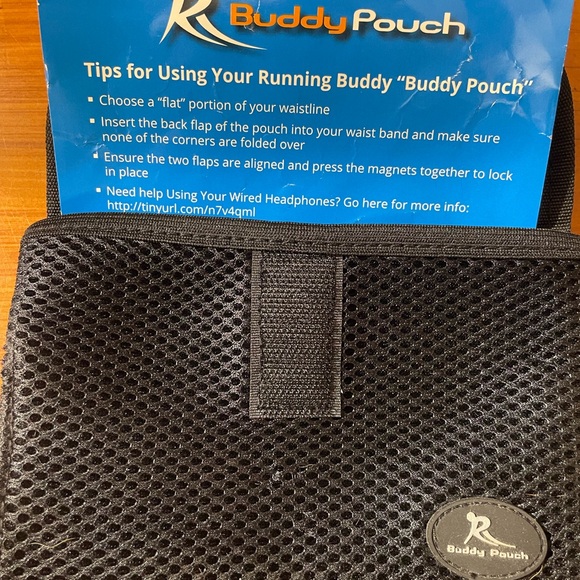 Buddy Pouch
Tips for Using Your Running Buddy “Buddy Pouch”
▪ Choose a “flat” portion of your waistline
▪ Insert the back flap of the pouch into your waist band and make sure
none of the corners are folded over
▪ Ensure the two flaps are aligned and press the magnets together to lock
in place
▪ Need help Using Your Wired Headphones? Go here for more info:
http://tinyurl.com/n7y4qml
Buddy Pouch